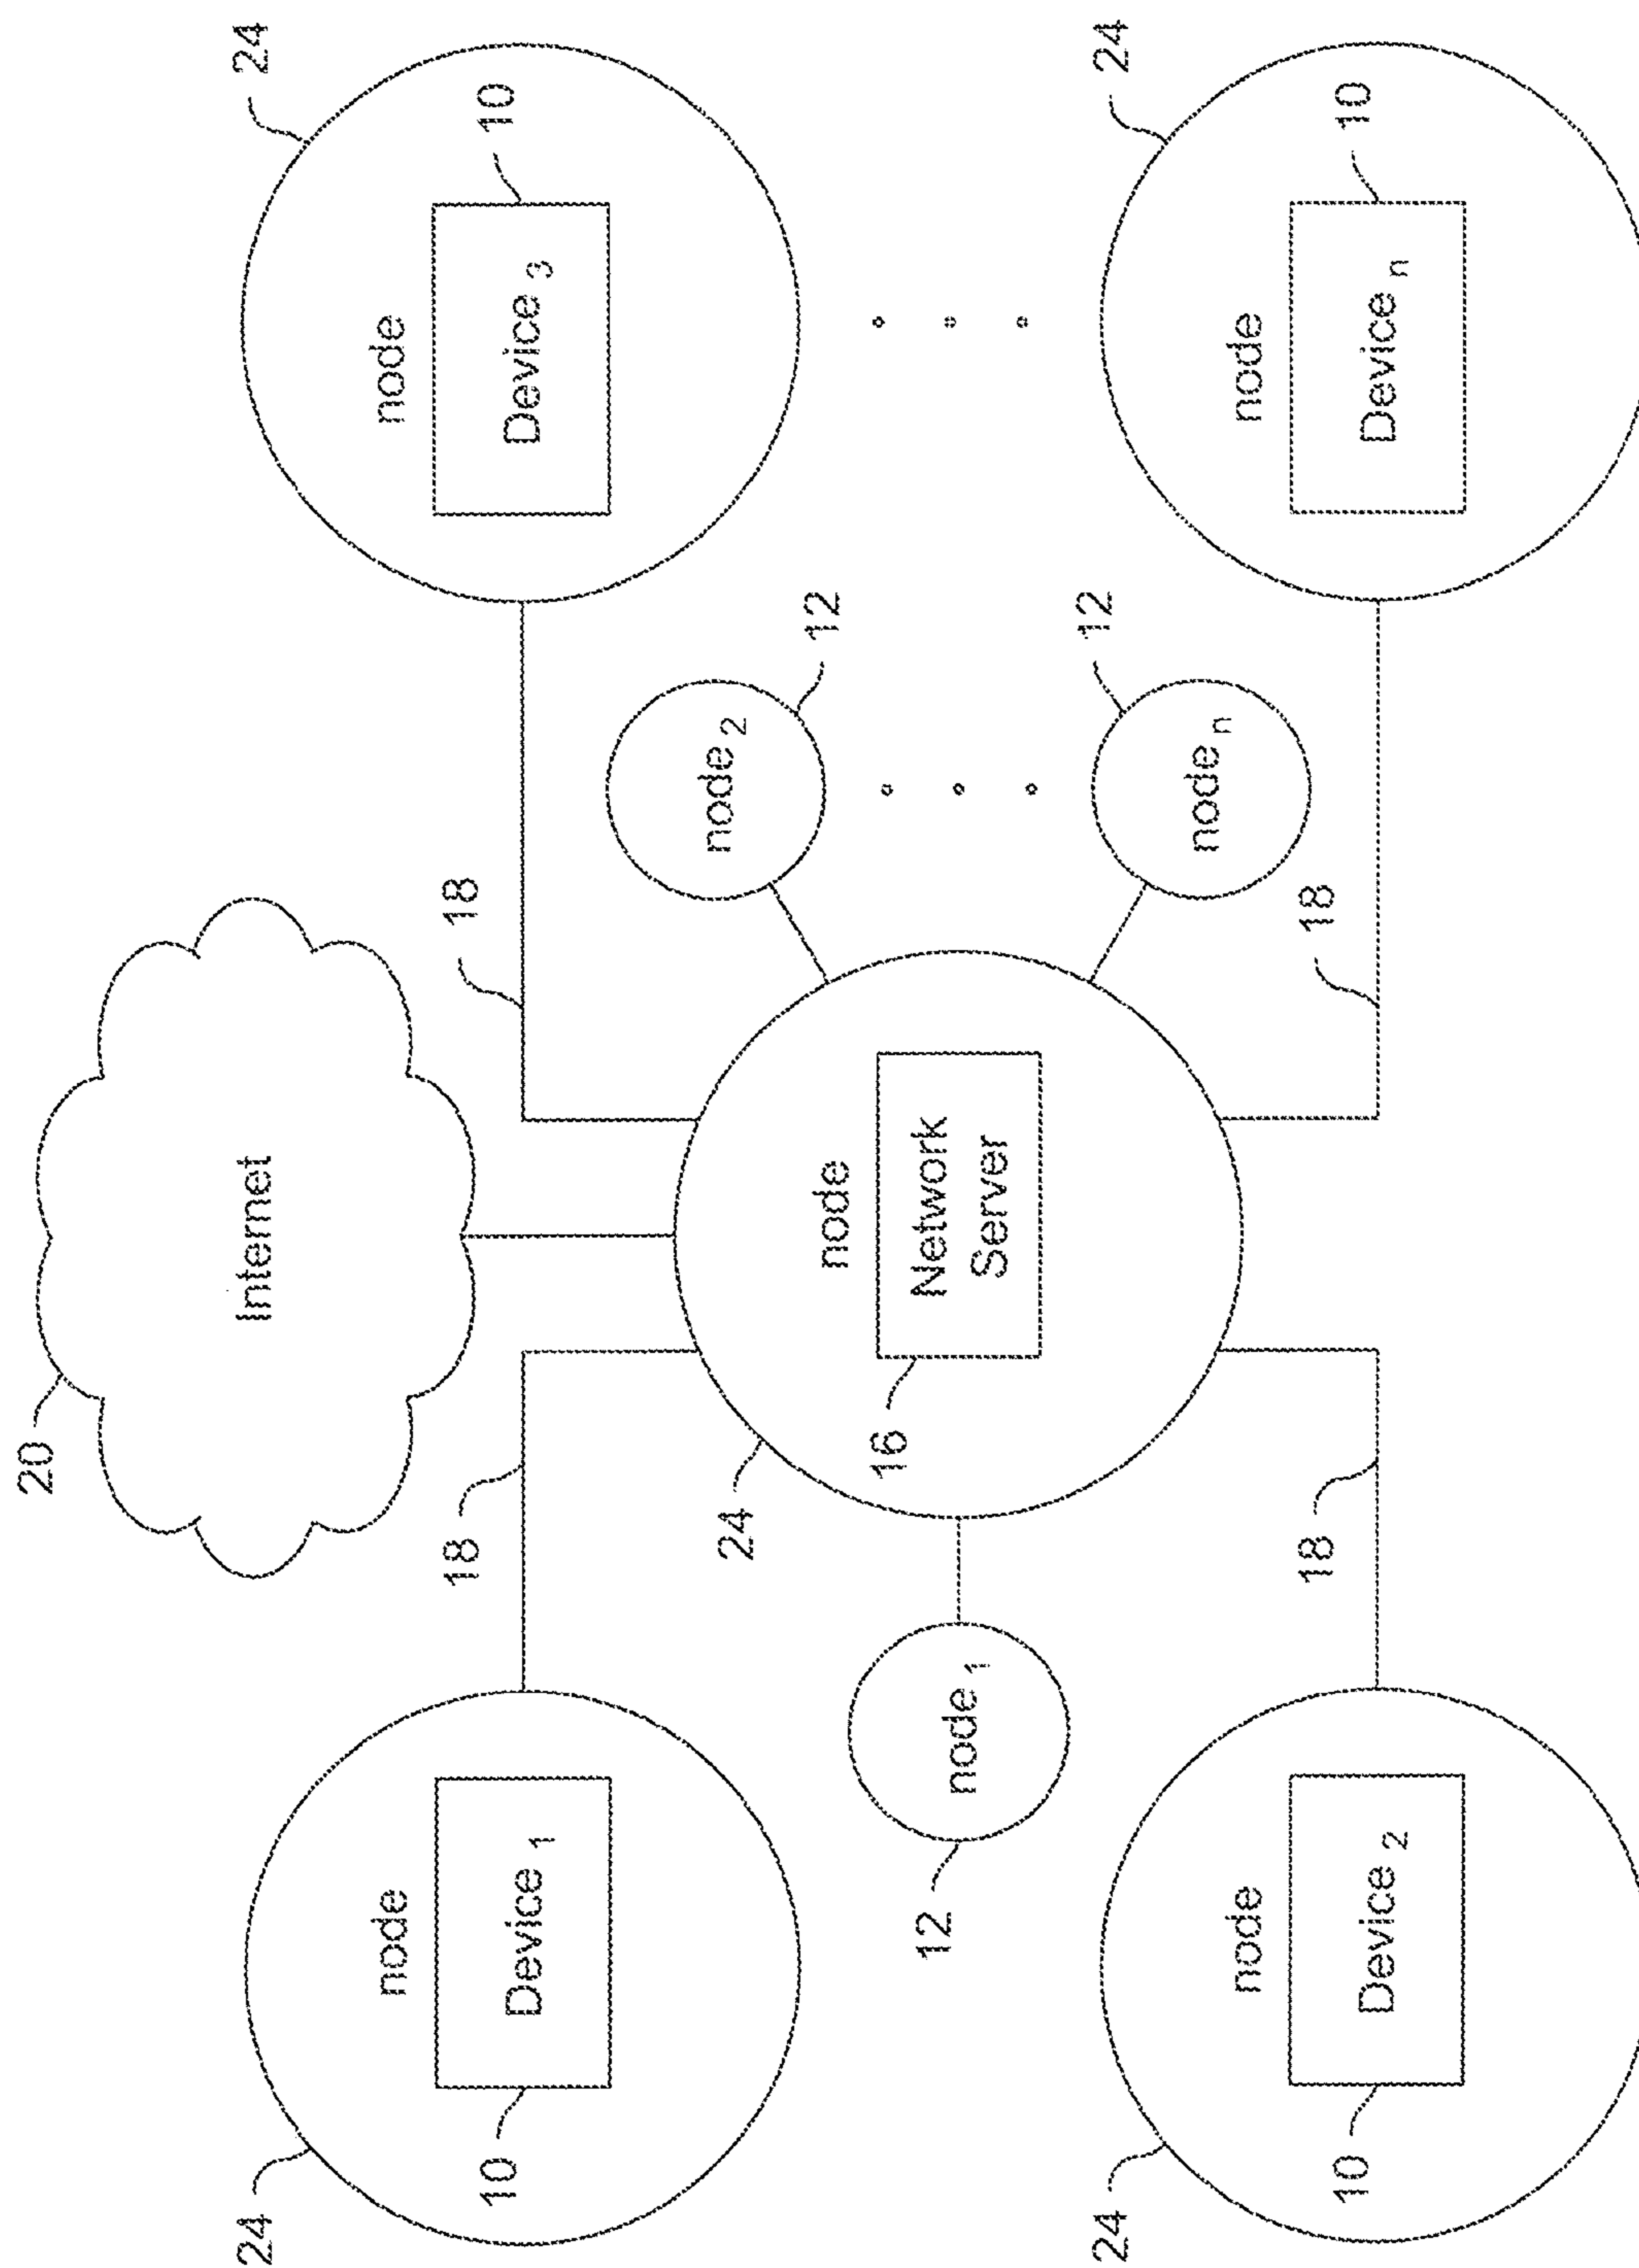 20
Internet
24
24
node
Device 1
10
18
18
node
Device 3
10
node 2
12
24
node
16
Network
Server
12
node 1
12
node n
24
24
node
Device 2
10
18
18
node
Device n
10